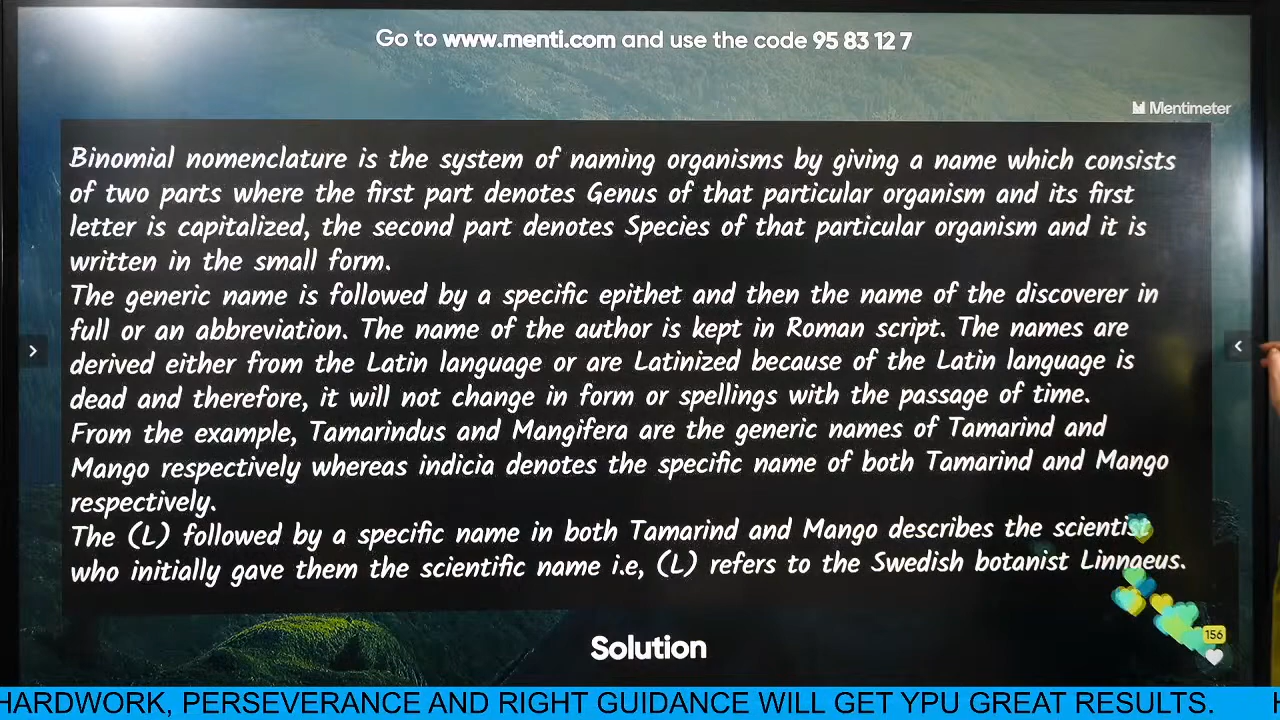 Go to www.menti.com and use the code 95 83 12 7
Mentimeter
Binomial nomenclature is the system of naming organisms by giving a name which consists
of two parts where the first part denotes Genus of that particular organism and its first
letter is capitalized, the second part denotes Species of that particular organism and it is
written in the small form.
The generic name is followed by a specific epithet and then the name of the discoverer in
full or an abbreviation. The name of the author is kept in Roman script. The names are
derived either from the Latin language or are Latinized because of the Latin language is
dead and therefore, it will not change in form or spellings with the passage of time.
From the example, Tamarindus and Mangifera are the generic names of Tamarind and
Mango respectively whereas indicia denotes the specific name of both Tamarind and Mango
respectively.
The (L) followed by a specific name in both Tamarind and Mango describes the scientist
who initially gave them the scientific name i.e, (L) refers to the Swedish botanist Linnaeus.
156
Solution
HARDWORK, PERSEVERANCE AND RIGHT GUIDANCE WILL GET YPU GREAT RESULTS.